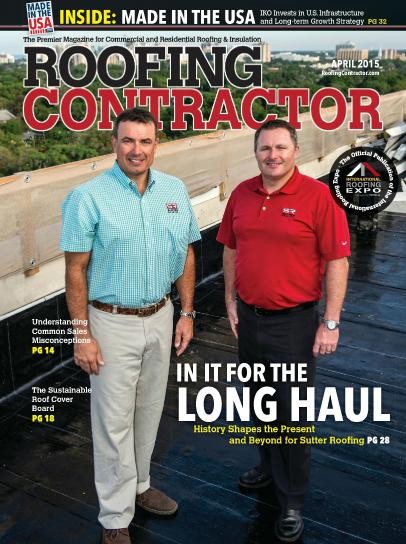 MADE IN THE USA
INSIDE: MADE IN THE USA
IKO Invests in U.S. Infrastructure
and Long-term Growth Strategy PG 32
The Premier Magazine for Commercial and Residential Roofing & Insulation
ROOFING
CONTRACTOR
APRIL 2015
RoofingContractor.com
The Official Publication of the International Roofing Expo
INTERNATIONAL
ROOFING
EXPO
SR
Understanding
Common Sales
Misconceptions
PG 14
The Sustainable
Roof Cover
Board
PG 18
IN IT FOR THE
LONG HAUL
History Shapes the Present
and Beyond for Sutter Roofing PG 28